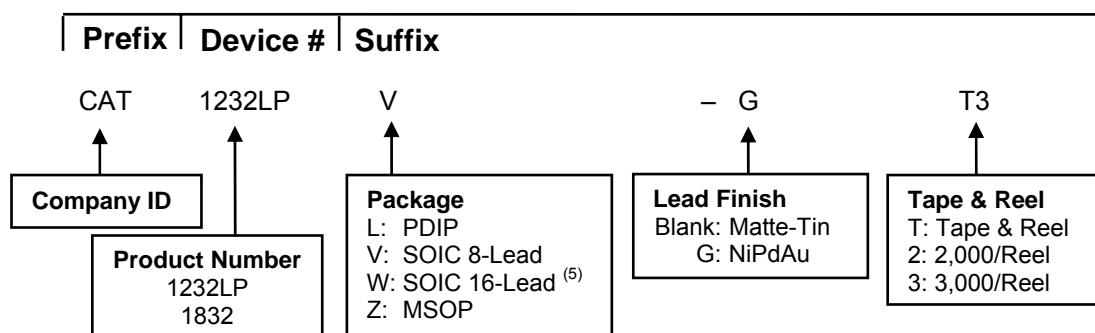 Prefix Device # Suffix
CAT 1232LP V – G T3
Company ID
Product Number
1232LP
1832
Package
L: PDIP
V: SOIC 8-Lead
W: SOIC 16-Lead (5)
Z: MSOP
Lead Finish
Blank: Matte-Tin
G: NiPdAu
Tape & Reel
T: Tape & Reel
2: 2,000/Reel
3: 3,000/Reel